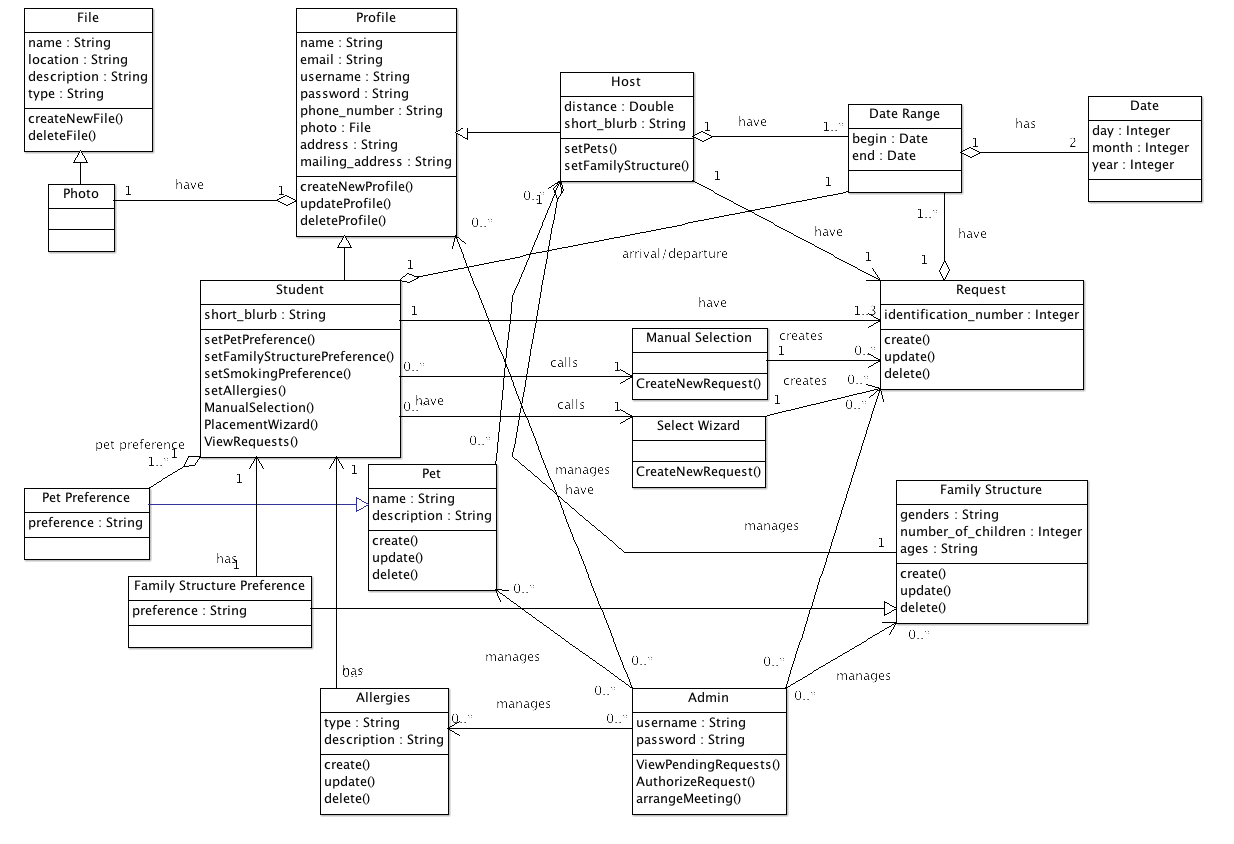 File
name : String
location : String
description : String
type : String
createNewFile()
deleteFile()
Profile
name : String
email : String
username : String
password : String
phone_number : String
photo : File
address : String
mailing_address : String
createNewProfile()
updateProfile()
deleteProfile()
Host
distance : Double
short_blurb : String
setPets()
setFamilyStructure()
Date Range
begin : Date
end : Date
Date
day : Integer
month : Integer
year : Integer
1 have 1..*
1 has 2
Photo
1 have 1
0..*
1
0..*
1
1
1..*
have
have
1
1
arrival/departure
1
Student
short_blurb : String
setPetPreference()
setFamilyStructurePreference()
setSmokingPreference()
setAllergies()
ManualSelection()
PlacementWizard()
ViewRequests()
Request
identification_number : Integer
create()
update()
delete()
1 have 1..3
Manual Selection
CreateNewRequest()
creates
1 0..*
0..* calls 1
creates
1 0..*
0..*
0.. have calls 1
Select Wizard
CreateNewRequest()
pet preference
1
1..*
0..*
1
1
Pet Preference
preference : String
Pet
name : String
description : String
create()
update()
delete()
manages
have
manages
1
Family Structure
genders : String
number_of_children : Integer
ages : String
create()
update()
delete()
has
1
Family Structure Preference
preference : String
0..*
0..*
manages
0..*
0..*
0..*
manages
0..*
has
Allergies
type : String
description : String
create()
update()
delete()
manages
0..* 0..*
Admin
username : String
password : String
ViewPendingRequests()
AuthorizeRequest()
arrangeMeeting()